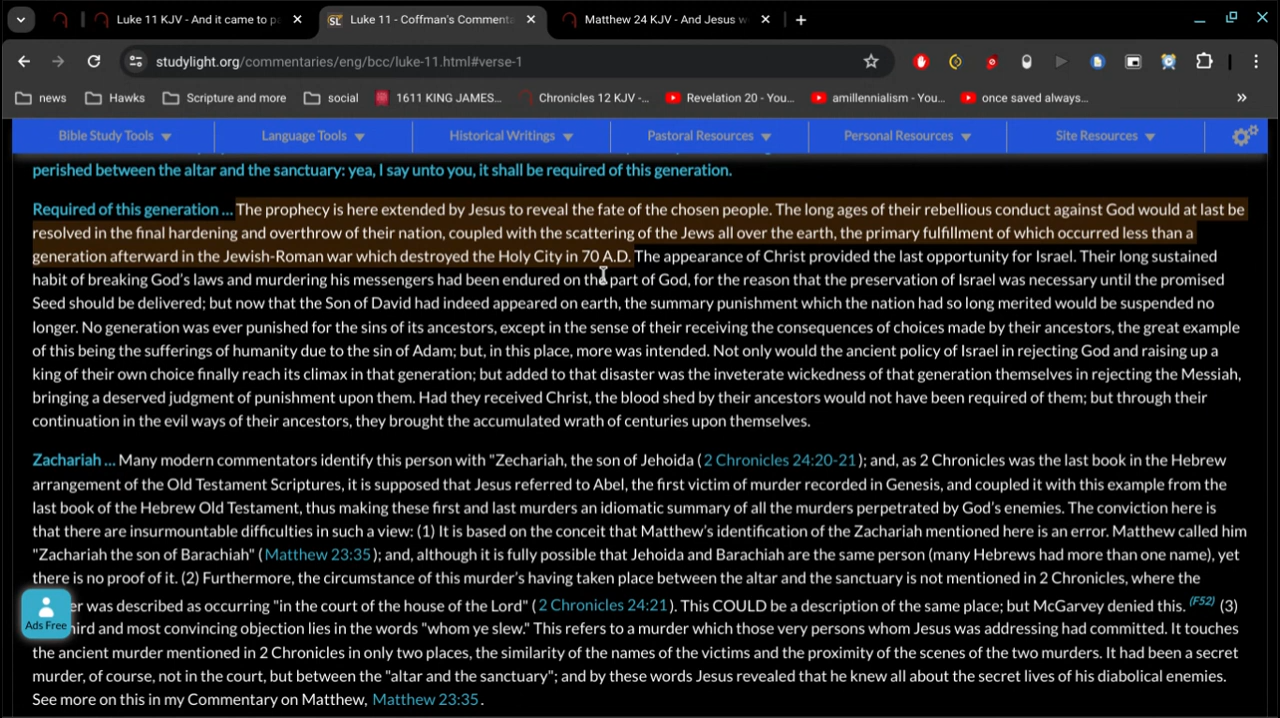 Luke 11 KJV - And it came to pa
Luke 11 - Coffman's Commenta
Matthew 24 KJV - And Jesus w
studylight.org/commentaries/eng/bcc/luke-11.html#verse-1
news
Hawks
Scripture and more
social
1611 KING JAMES...
Chronicles 12 KJV -...
Revelation 20 - You...
amillennialism - You...
once saved always...
Bible Study Tools
Language Tools
Historical Writings
Pastoral Resources
Personal Resources
Site Resources
perished between the altar and the sanctuary: yea, I say unto you, it shall be required of this generation.
Required of this generation ... The prophecy is here extended by Jesus to reveal the fate of the chosen people. The long ages of their rebellious conduct against God would at last be
resolved in the final hardening and overthrow of their nation, coupled with the scattering of the Jews all over the earth, the primary fulfillment of which occurred less than a
generation afterward in the Jewish-Roman war which destroyed the Holy City in 70 A.D. The appearance of Christ provided the last opportunity for Israel. Their long sustained
habit of breaking God's laws and murdering his messengers had been endured on the part of God, for the reason that the preservation of Israel was necessary until the promised
Seed should be delivered; but now that the Son of David had indeed appeared on earth, the summary punishment which the nation had so long merited would be suspended no
longer. No generation was ever punished for the sins of its ancestors, except in the sense of their receiving the consequences of choices made by their ancestors, the great example
of this being the sufferings of humanity due to the sin of Adam; but, in this place, more was intended. Not only would the ancient policy of Israel in rejecting God and raising up a
king of their own choice finally reach its climax in that generation; but added to that disaster was the inveterate wickedness of that generation themselves in rejecting the Messiah,
bringing a deserved judgment of punishment upon them. Had they received Christ, the blood shed by their ancestors would not have been required of them; but through their
continuation in the evil ways of their ancestors, they brought the accumulated wrath of centuries upon themselves.
Zachariah ... Many modern commentators identify this person with "Zechariah, the son of Jehoida (2 Chronicles 24:20-21); and, as 2 Chronicles was the last book in the Hebrew
arrangement of the Old Testament Scriptures, it is supposed that Jesus referred to Abel, the first victim of murder recorded in Genesis, and coupled it with this example from the
last book of the Hebrew Old Testament, thus making these first and last murders an idiomatic summary of all the murders perpetrated by God's enemies. The conviction here is
that there are insurmountable difficulties in such a view: (1) It is based on the conceit that Matthew's identification of the Zachariah mentioned here is an error. Matthew called him
"Zachariah the son of Barachiah" (Matthew 23:35); and, although it is fully possible that Jehoida and Barachiah are the same person (many Hebrews had more than one name), yet
there is no proof of it. (2) Furthermore, the circumstance of this murder's having taken place between the altar and the sanctuary is not mentioned in 2 Chronicles, where the
er was described as occurring "in the court of the house of the Lord" (2 Chronicles 24:21). This COULD be a description of the same place; but McGarvey denied this. (F52) (3)
hird and most convincing objection lies in the words "whom ye slew." This refers to a murder which those very persons whom Jesus was addressing had committed. It touches
the ancient murder mentioned in 2 Chronicles in only two places, the similarity of the names of the victims and the proximity of the scenes of the two murders. It had been a secret
murder, of course, not in the court, but between the "altar and the sanctuary"; and by these words Jesus revealed that he knew all about the secret lives of his diabolical enemies.
See more on this in my Commentary on Matthew, Matthew 23:35.
Ads Free